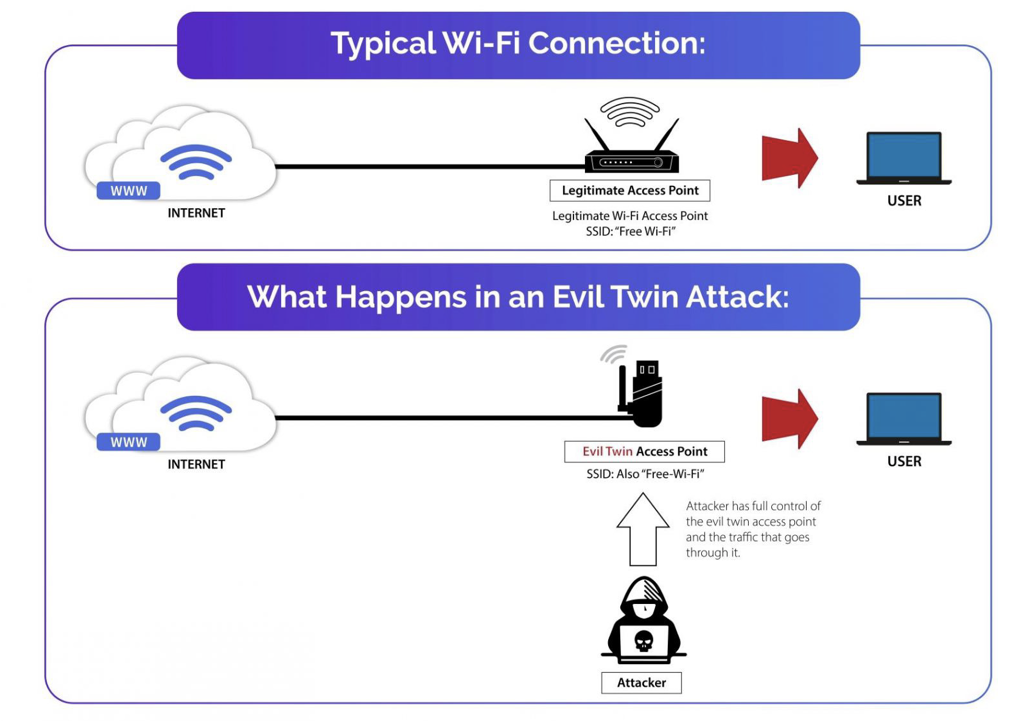 Typical Wi-Fi Connection:
WWW
INTERNET
Legitimate Access Point
Legitimate Wi-Fi Access Point
SSID: “Free Wi-Fi”
USER
What Happens in an Evil Twin Attack:
WWW
INTERNET
Evil Twin Access Point
SSID: Also “Free-Wi-Fi”
USER
Attacker has full control of
the evil twin access point
and the traffic that goes
through it.
Attacker